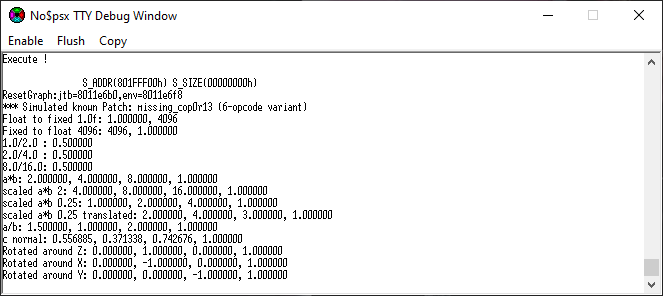 No$psx TTY Debug Window
Enable Flush Copy
Execute !
S_ADDR(801FFF00h) S_SIZE(00000000h)
ResetGraph:jtb=8011e6b0,env=8011e6f8
*** Simulated known Patch: missing_cop0r13 (6-opcode variant)
Float to fixed 1.0f: 1.000000, 4096
Fixed to float 4096: 4096, 1.000000
1.0/2.0 : 0.500000
2.0/4.0 : 0.500000
8.0/16.0: 0.500000
a*b: 2.000000, 4.000000, 8.000000, 1.000000
scaled a*b 2: 4.000000, 8.000000, 16.000000, 1.000000
scaled a*b 0.25: 1.000000, 2.000000, 4.000000, 1.000000
scaled a*b 0.25 translated: 2.000000, 4.000000, 3.000000, 1.000000
a/b: 1.500000, 1.000000, 2.000000, 1.000000
c normal: 0.556885, 0.371338, 0.742676, 1.000000
Rotated around Z: 0.000000, 1.000000, 0.000000, 1.000000
Rotated around X: 0.000000, -1.000000, 0.000000, 1.000000
Rotated around Y: 0.000000, 0.000000, -1.000000, 1.000000